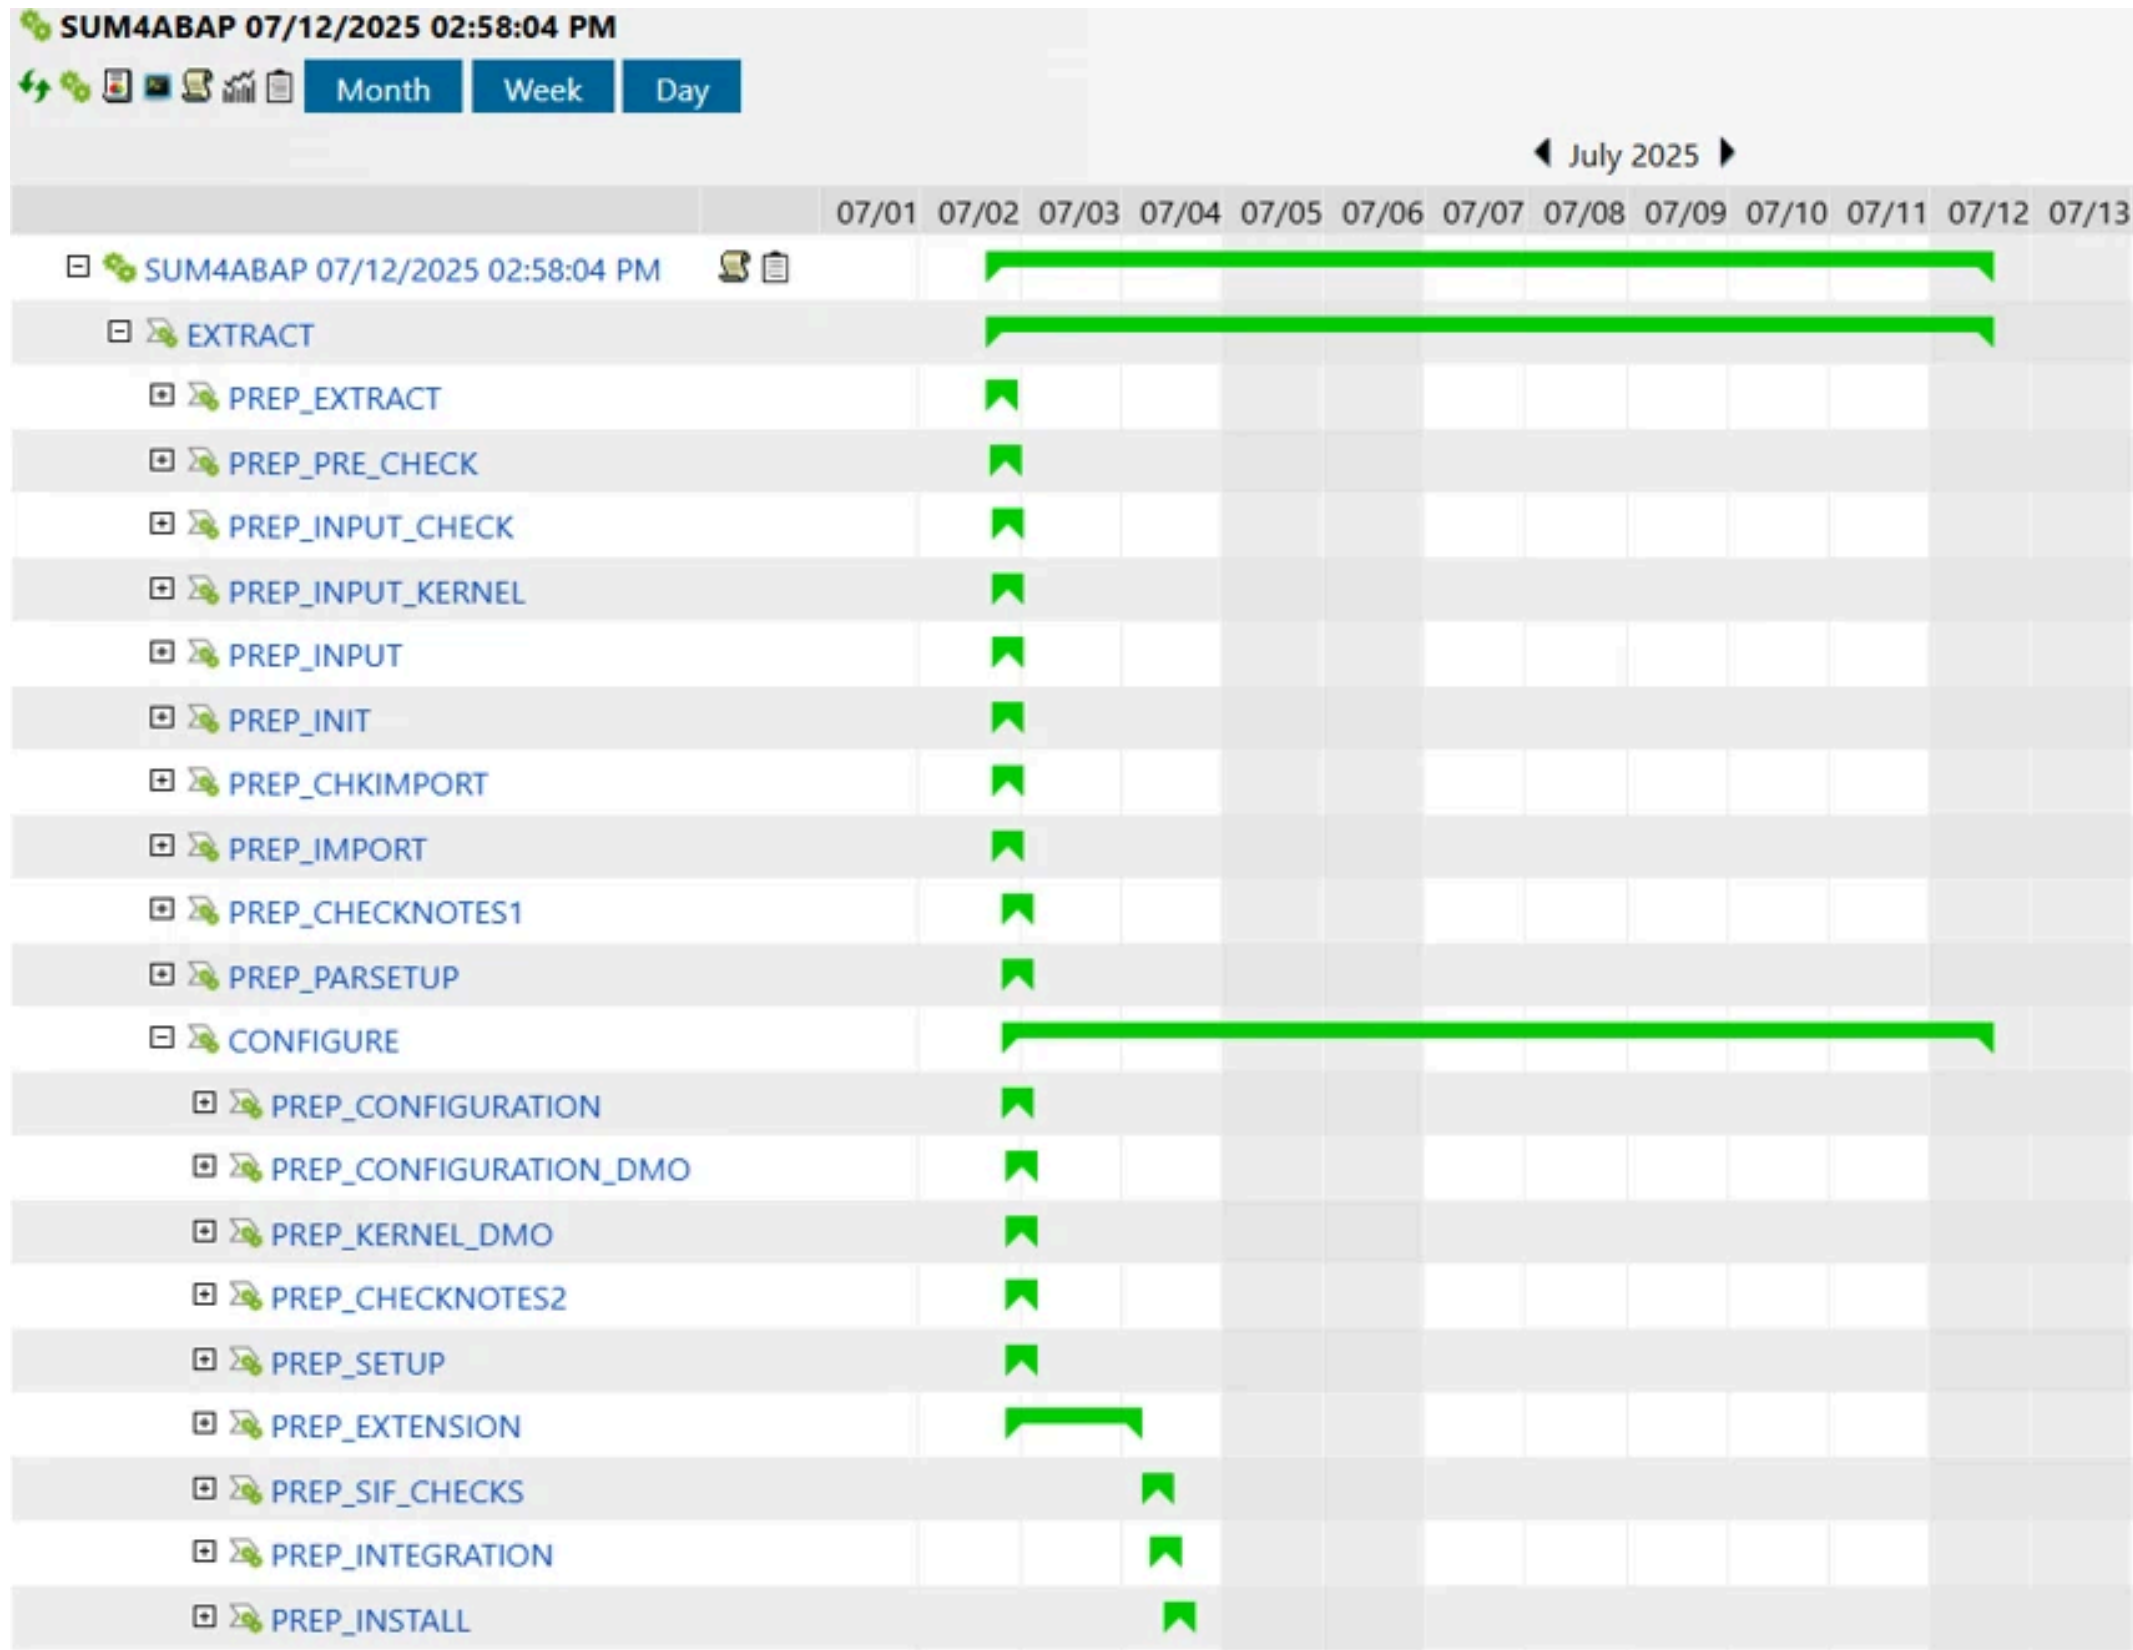 SUM4ABAP 07/12/2025 02:58:04 PM
Month Week Day
July 2025
07/01 07/02 07/03 07/04 07/05 07/06 07/07 07/08 07/09 07/10 07/11 07/12 07/13
SUM4ABAP 07/12/2025 02:58:04 PM
EXTRACT
PREP_EXTRACT
PREP_PRE_CHECK
PREP_INPUT_CHECK
PREP_INPUT_KERNEL
PREP_INPUT
PREP_INIT
PREP_CHKIMPORT
PREP_IMPORT
PREP_CHECKNOTES1
PREP_PARSETUP
CONFIGURE
PREP_CONFIGURATION
PREP_CONFIGURATION_DMO
PREP_KERNEL_DMO
PREP_CHECKNOTES2
PREP_SETUP
PREP_EXTENSION
PREP_SIF_CHECKS
PREP_INTEGRATION
PREP_INSTALL